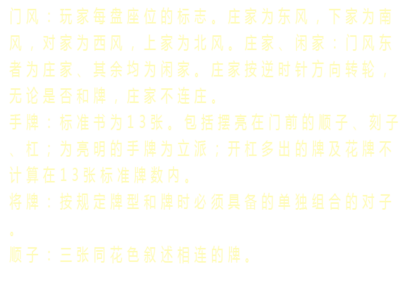 门风：玩家每盘座位的标志。庄家为东风，下家为南
风，对家为西风，上家为北风。庄家、闲家：门风东
者为庄家；其余均为闲家。庄家按逆时针方向轮轮，
无论是否和牌，庄家不连庄。
手牌：标准书为13张。包括摆亮在门前的顺子、刻子
、杠；为亮明的手牌为立牌；开杠多出的牌及花牌不
计算在13张标准牌数内。
将牌：按规定牌型和牌时必须具备的单独组合的对子
。
顺子：三张同花色数连相连的牌。